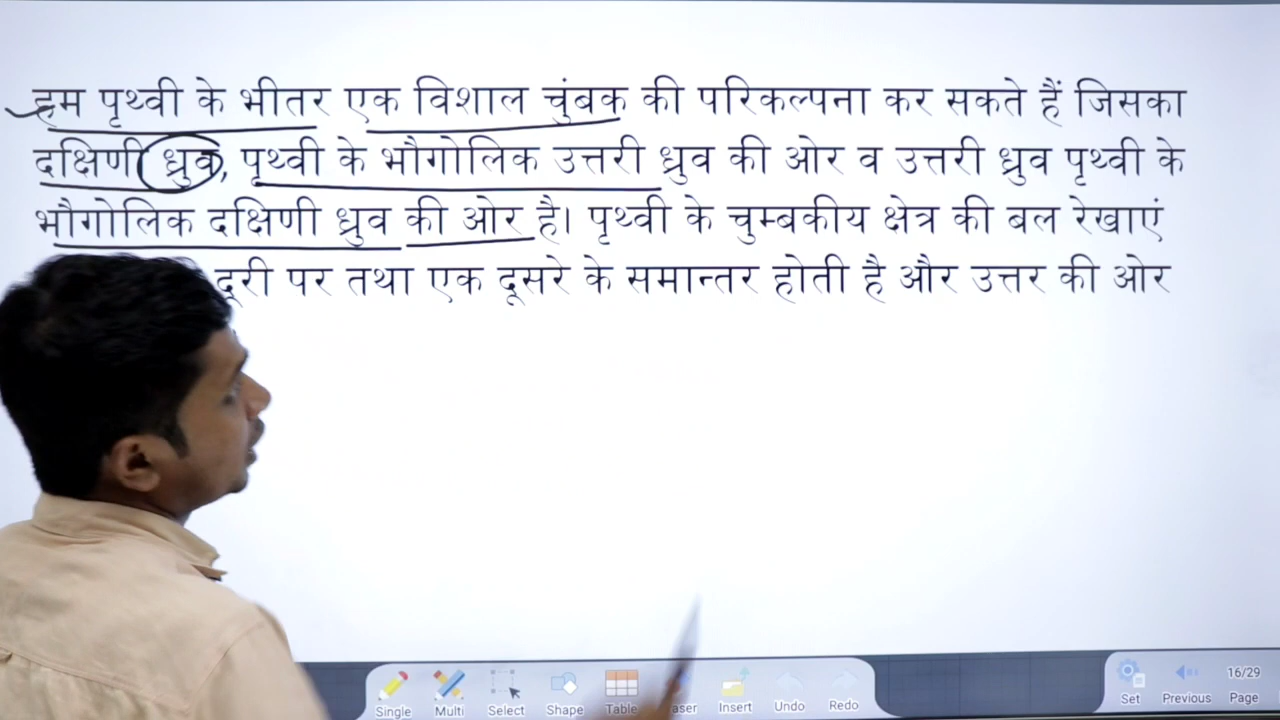 हम पृथ्वी के भीतर एक विशाल चुंबक की परिकल्पना कर सकते हैं जिसका
दक्षिणी ध्रुव, पृथ्वी के भौगोलिक उत्तरी ध्रुव की ओर व उत्तरी ध्रुव पृथ्वी के
भौगोलिक दक्षिणी ध्रुव की ओर है। पृथ्वी के चुम्बकीय क्षेत्र की बल रेखाएं
दूरी पर तथा एक दूसरे के समान्तर होती है और उत्तर की ओर
16/29
Single Multi Select Shape Table Insert Undo Redo Set Previous Page